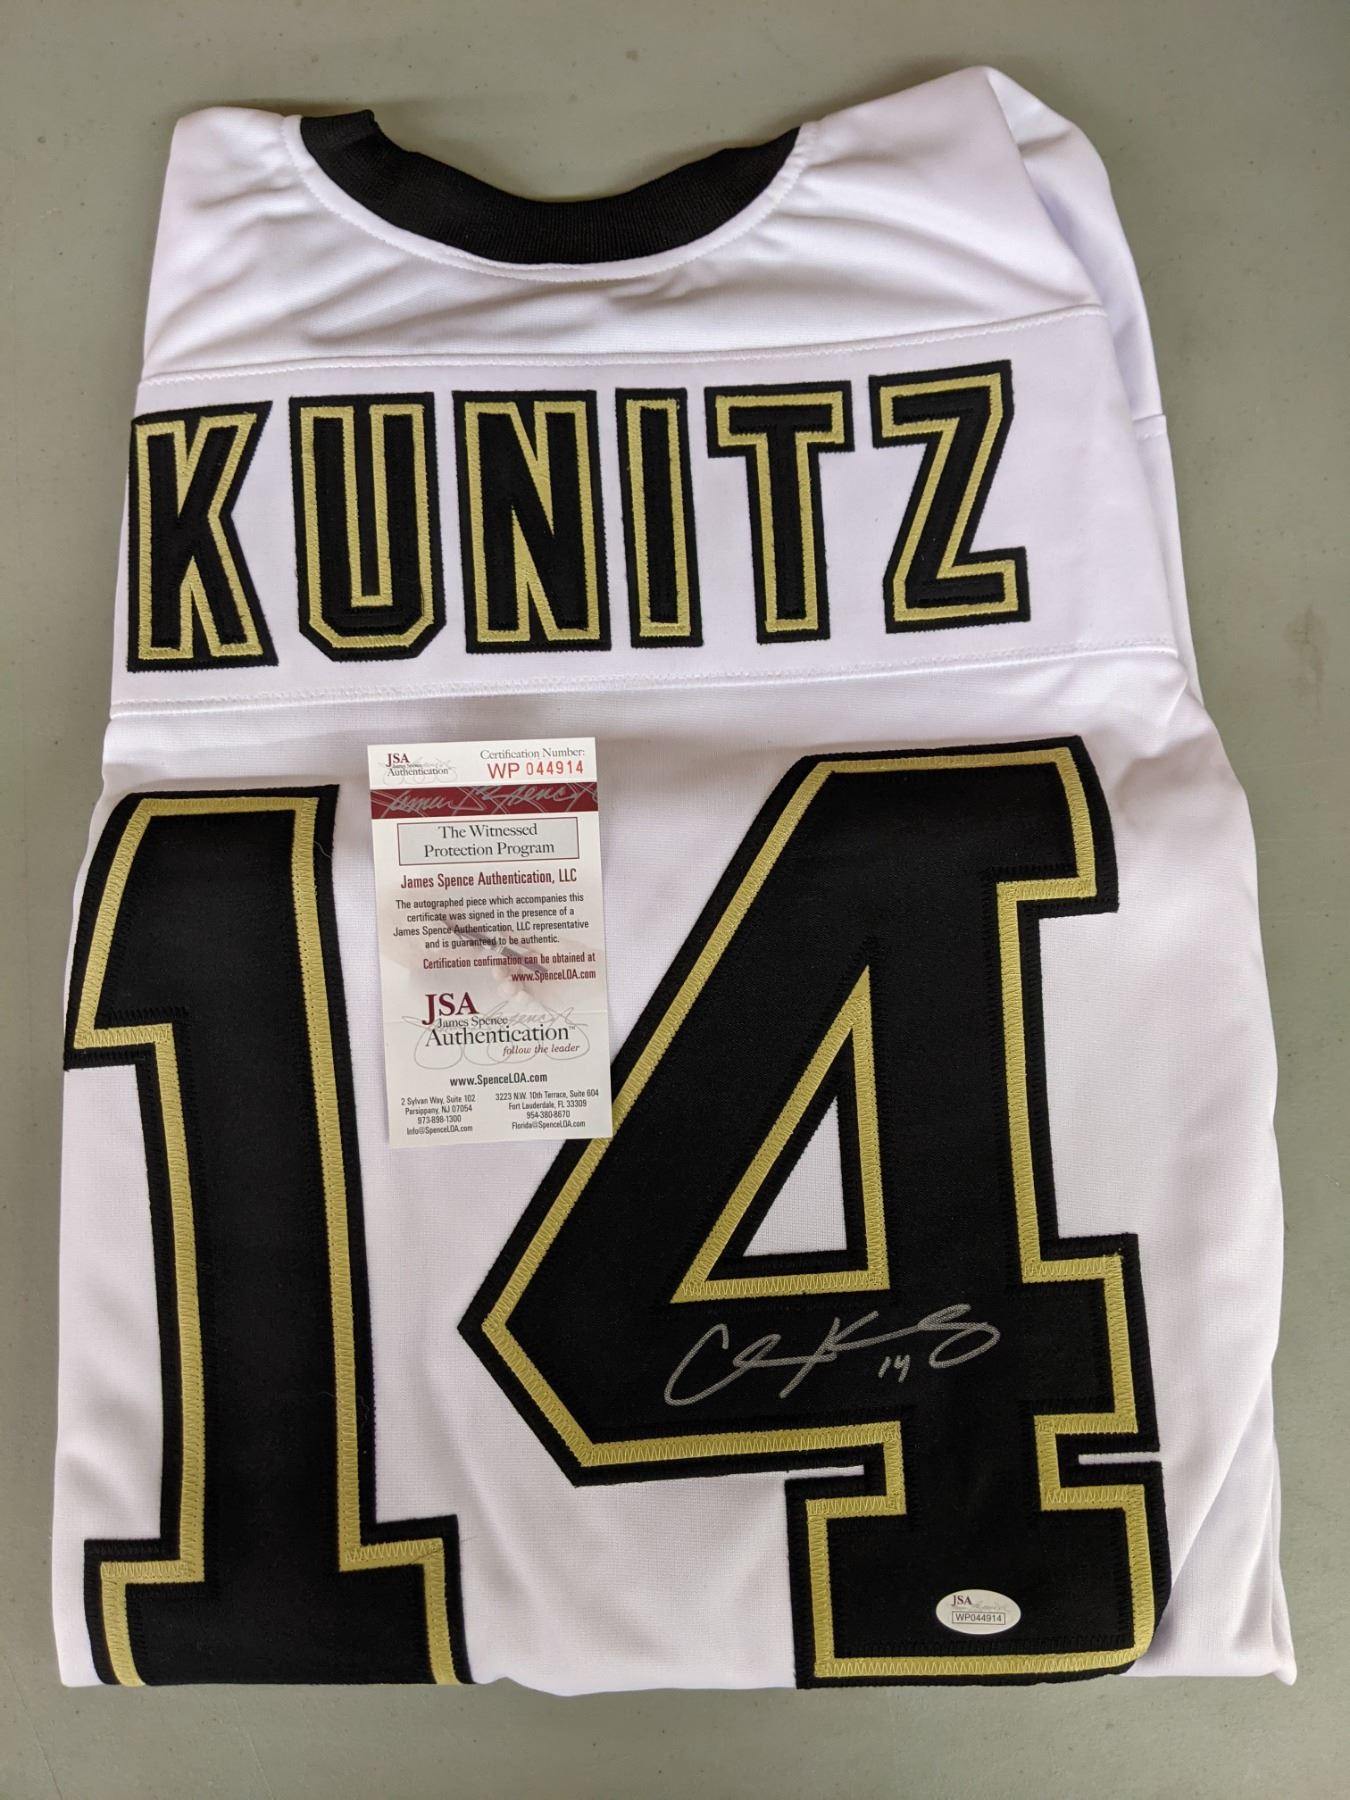 KUNITZ
JSA
James Spence
Authentication
Certification Number:
WP 044914
The Witnessed
Protection Program
James Spence Authentication, LLC
The autographed piece which accompanies this
certificate was signed in the presence of a
James Spence Authentication, LLC representative
and is guaranteed to be authentic.
Certification confirmation can be obtained at
www.SpenceLOA.com
JSA
James Spence
Authentication™
follow the leader
www.SpenceLOA.com
2 Sylvan Way, Suite 102
Parsippany, NJ 07054
973-898-1300
Info@SpenceLOA.com
3223 N.W. 10th Terrace, Suite 604
Fort Lauderdale, FL 33309
954-380-8670
Florida@SpenceLOA.com
14
14
JSA
WP044914